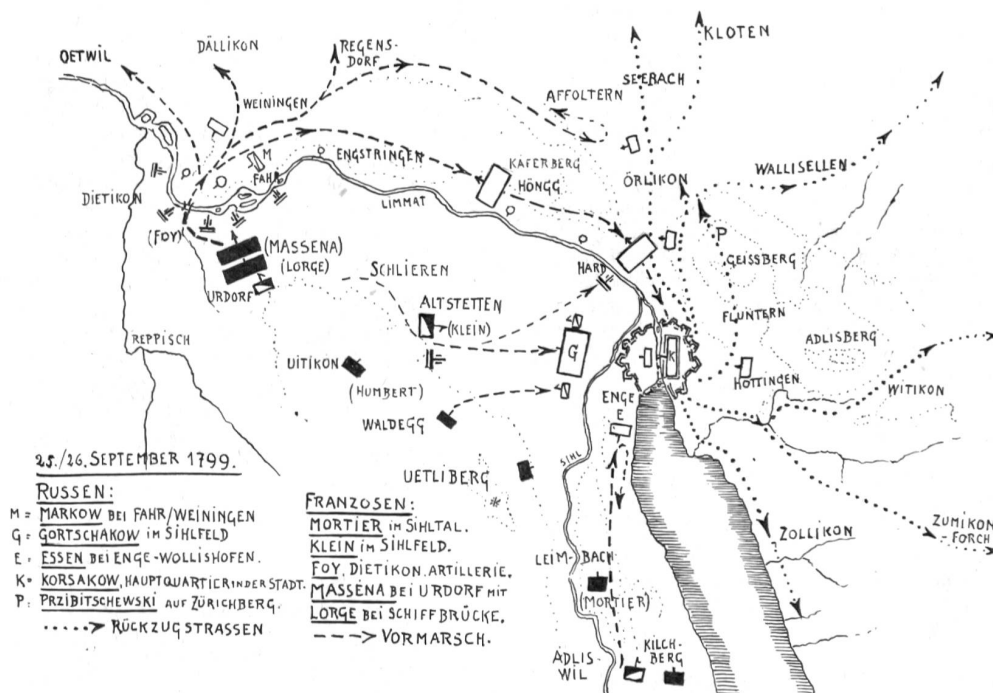 OETWIL
DÄLLIKON
REGENS-
DORF
KLOTEN
SEEBACH
WEININGEN
AFFOLTERN
M
ENGSTRINGEN
KÄFERBERG
HÖNGG
WALLISELLEN
ÖRLIKON
FAHR
DIETIKON
LIMMAT
(FOY)
(MASSENA)
(LORGE)
P
GEISSBERG
URDORF
SCHLIEREN
HARD
ALTSTETTEN
(KLEIN)
FLUNTERN
ADLISBERG
REPPISCH
UITIKON
G
K
HOTTINGEN
(HUMBERT)
WITIKON
WALDEGG
ENGE
E
SIHL
UETLIBERG
ZOLLIKON
ZUMIKON
-FORCH
LEIMBACH
(MORTIER)
KILCH-
BERG
ADLIS-
WIL
25./26. SEPTEMBER 1799.
RUSSEN:
M = MARKOW BEI FAHR/WEININGEN
G = GORTSCHAKOW IM SIHLFELD
E = ESSEN BEI ENGE-WOLLISHOFEN.
K = KORSAKOW, HAUPTQUARTIER IN DER STADT.
P = PRZIBITSCHEWSKI AUF ZÜRICHBERG.
RÜCKZUGSTRASSEN
FRANZOSEN:
MORTIER IM SIHLTAL.
KLEIN IM SIHLFELD.
FOY, DIETIKON, ARTILLERIE.
MASSENA BEI URDORF MIT
LORGE BEI SCHIFFBRÜCKE.
VORMARSCH.